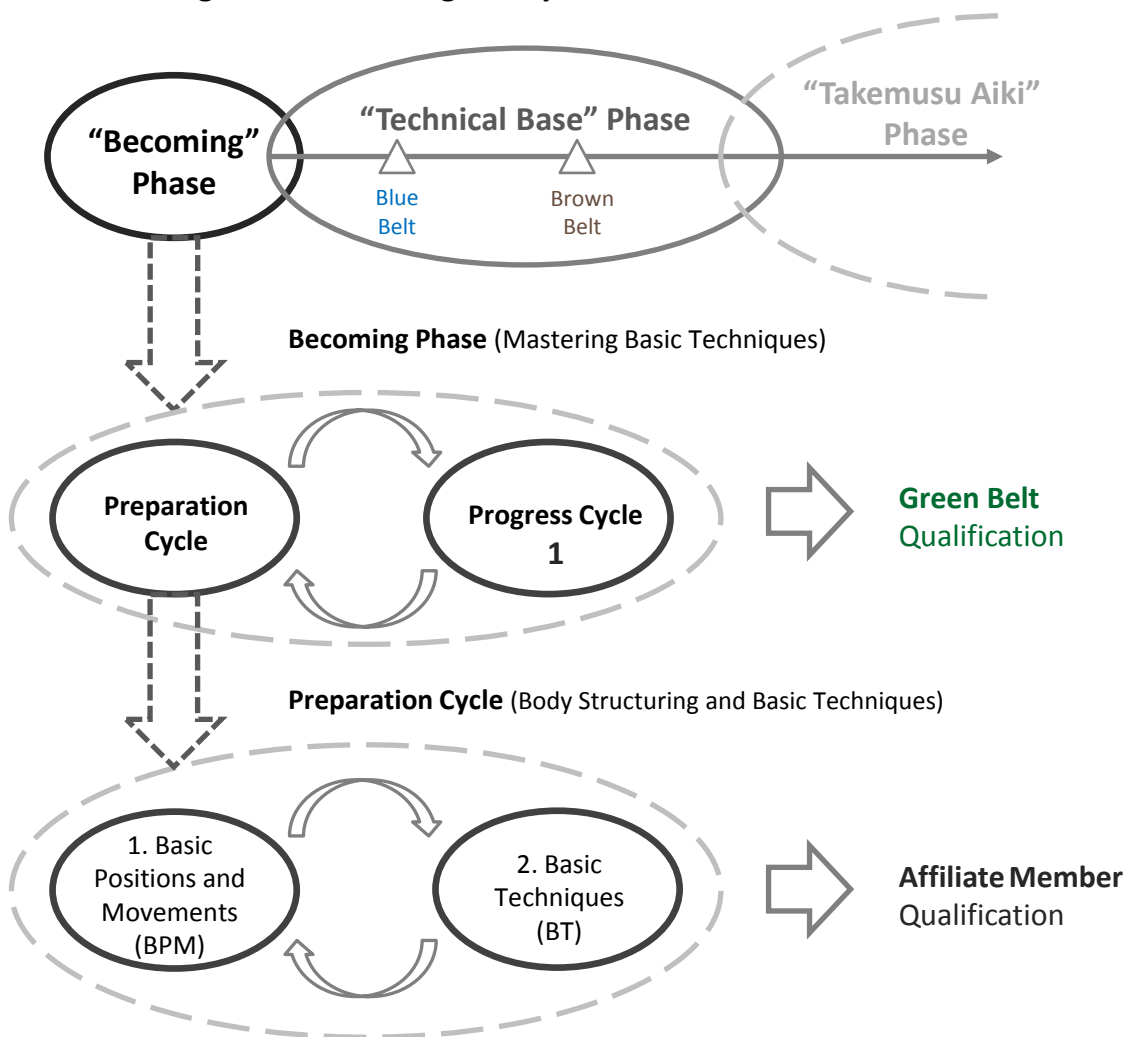 “Becoming”
Phase
“Technical Base” Phase
“Takemusu Aiki”
Phase
Blue
Belt
Brown
Belt
Becoming Phase (Mastering Basic Techniques)
Preparation
Cycle
Progress Cycle
1
Green Belt
Qualification
Preparation Cycle (Body Structuring and Basic Techniques)
1. Basic
Positions and
Movements
(BPM)
2. Basic
Techniques
(BT)
Affiliate Member
Qualification